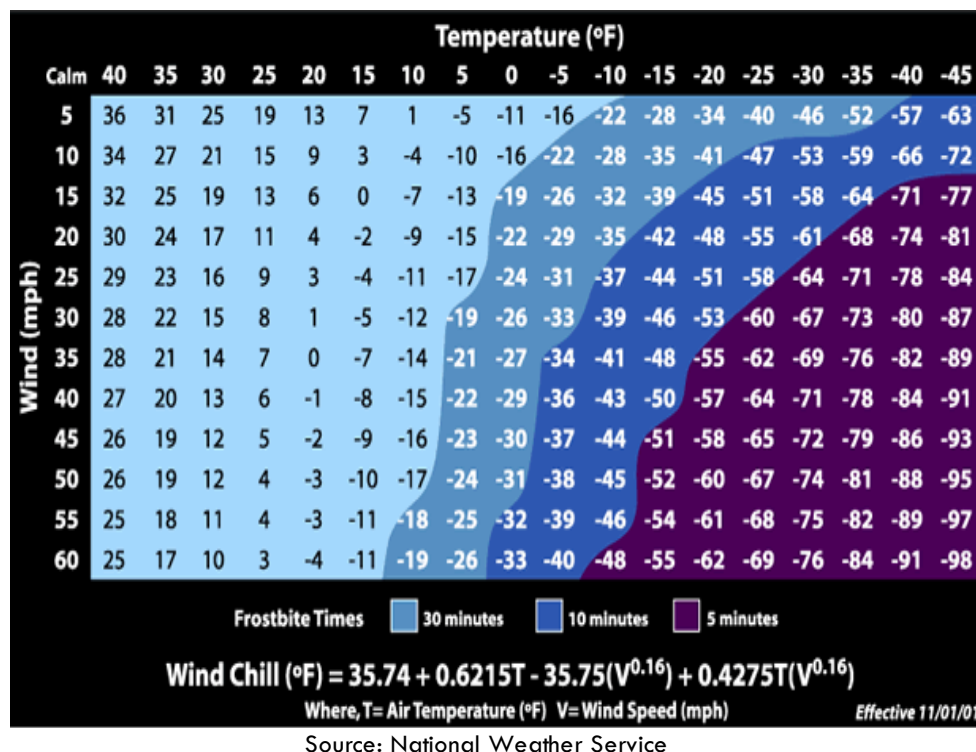 Temperature (ºF)
Calm 40 35 30 25 20 15 10 5 0 -5 -10 -15 -20 -25 -30 -35 -40 -45
5 36 31 25 19 13 7 1 -5 -11 -16 -22 -28 -34 -40 -46 -52 -57 -63
10 34 27 21 15 9 3 -4 -10 -16 -22 -28 -35 -41 -47 -53 -59 -66 -72
15 32 25 19 13 6 0 -7 -13 -19 -26 -32 -39 -45 -51 -58 -64 -71 -77
20 30 24 17 11 4 -2 -9 -15 -22 -29 -35 -42 -48 -55 -61 -68 -74 -81
25 29 23 16 9 3 -4 -11 -17 -24 -31 -37 -44 -51 -58 -64 -71 -78 -84
30 28 22 15 8 1 -5 -12 -19 -26 -33 -39 -46 -53 -60 -67 -73 -80 -87
35 28 21 14 7 0 -7 -14 -21 -27 -34 -41 -48 -55 -62 -69 -76 -82 -89
40 27 20 13 6 -1 -8 -15 -22 -29 -36 -43 -50 -57 -64 -71 -78 -84 -91
45 26 19 12 5 -2 -9 -16 -23 -30 -37 -44 -51 -58 -65 -72 -79 -86 -93
50 26 19 12 4 -3 -10 -17 -24 -31 -38 -45 -52 -60 -67 -74 -81 -88 -95
55 25 18 11 4 -3 -11 -18 -25 -32 -39 -46 -54 -61 -68 -75 -82 -89 -97
60 25 17 10 3 -4 -11 -19 -26 -33 -40 -48 -55 -62 -69 -76 -84 -91 -98
Wind (mph)
Frostbite Times 30 minutes 10 minutes 5 minutes
Wind Chill (ºF) = 35.74 + 0.6215T - 35.75(V^0.16) + 0.4275T(V^0.16)
Where, T= Air Temperature (ºF) V= Wind Speed (mph)
Effective 11/01/01
Source: National Weather Service